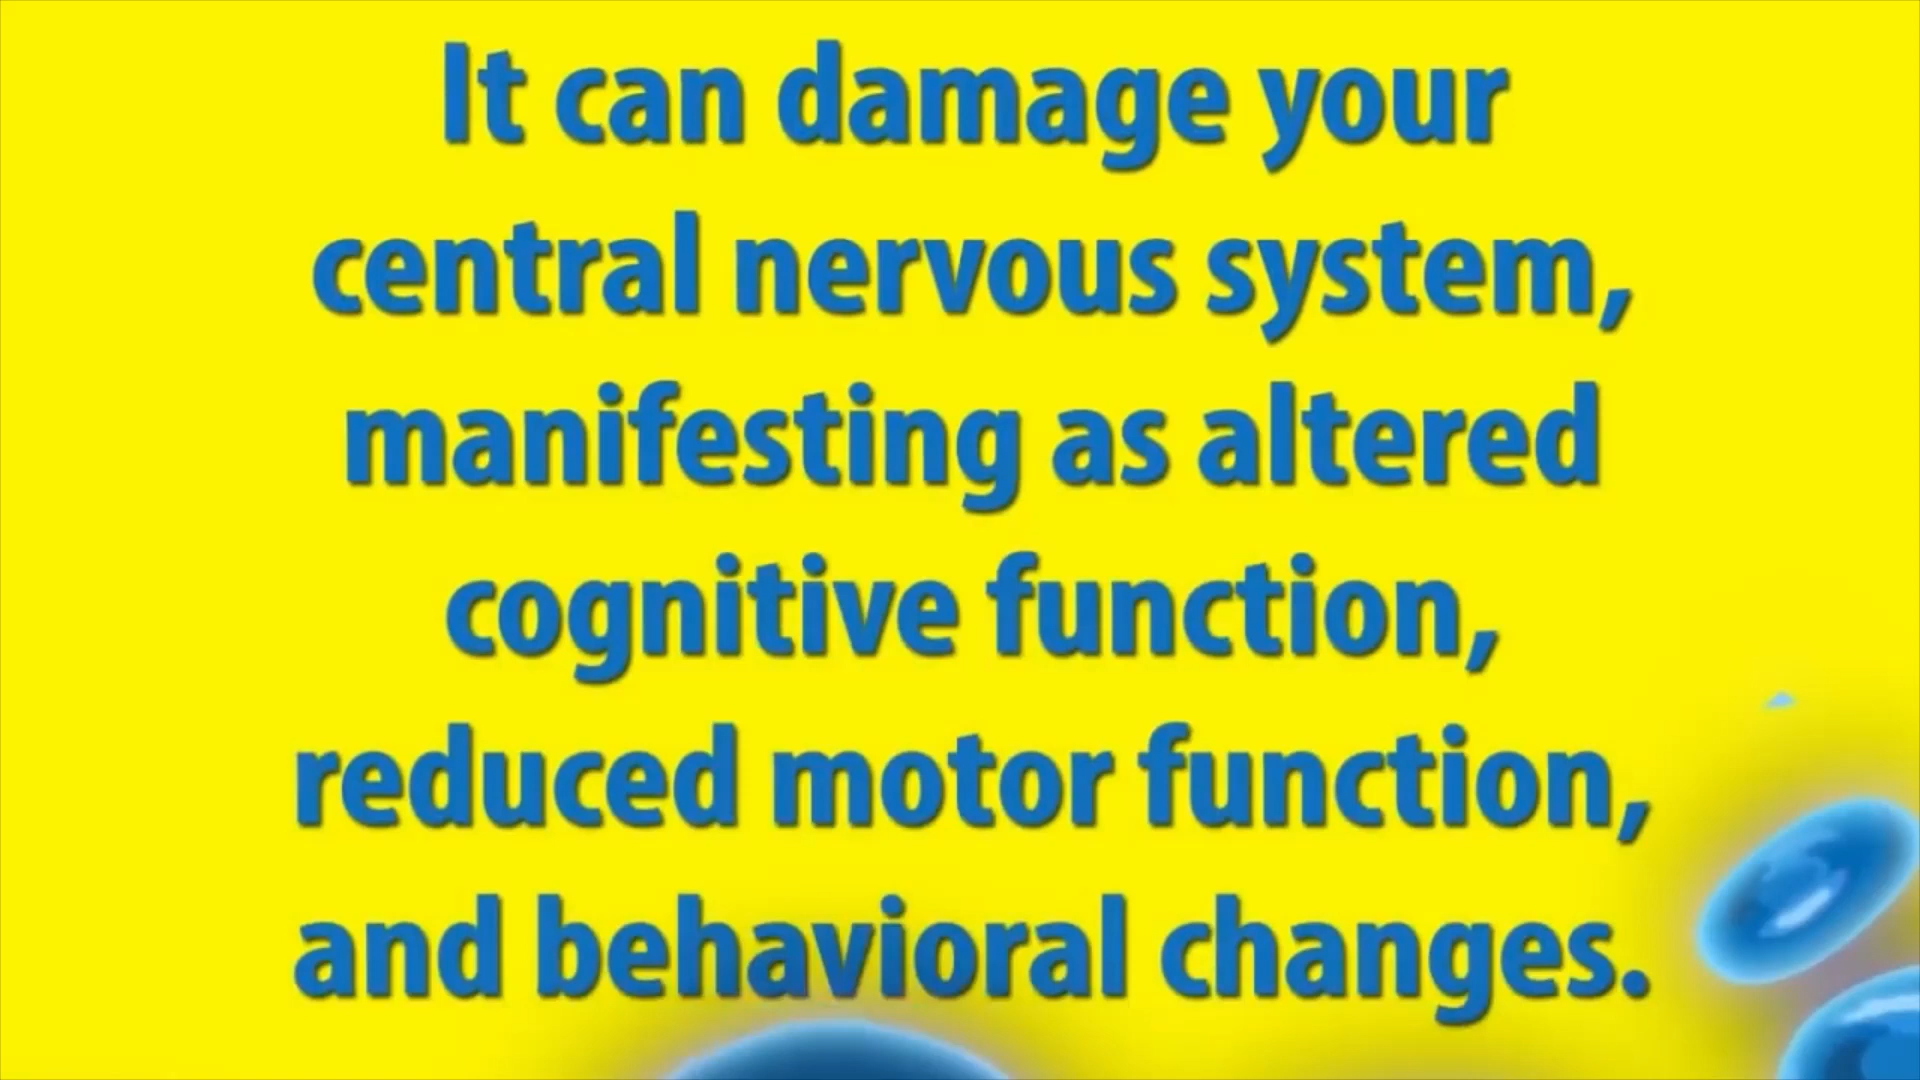 It can damage your
central nervous system,
manifesting as altered
cognitive function,
reduced motor function,
and behavioral changes.